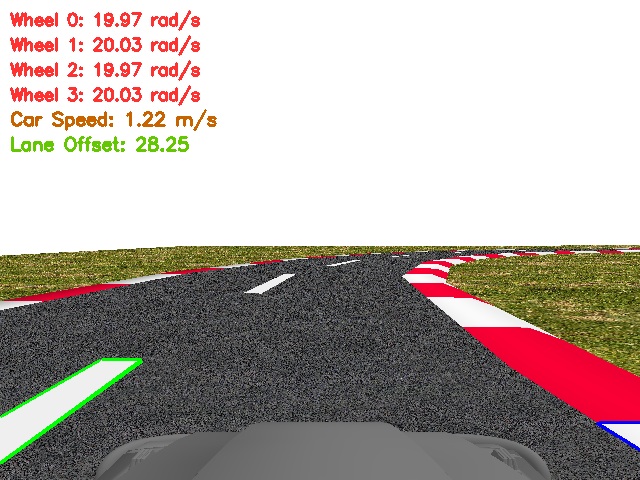 Wheel 0: 19.97 rad/s
Wheel 1: 20.03 rad/s
Wheel 2: 19.97 rad/s
Wheel 3: 20.03 rad/s
Car Speed: 1.22 m/s
Lane Offset: 28.25